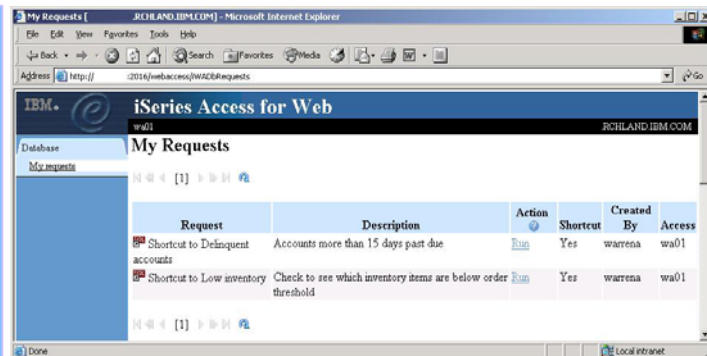 My Requests [ .RCHLAND.IBM.COM] - Microsoft Internet Explorer
File Edit View Favorites Tools Help
Back Search Favorites Media
Address http:// :2016/webaccess/iWADbRequests Go
IBM. e iSeries Access for Web
wa01 .RCHLAND.IBM.COM
Database
My requests
My Requests
[1]
Request Description Action Shortcut Created By Access
Shortcut to Delinquent accounts Accounts more than 15 days past due Run Yes warrena wa01
Shortcut to Low inventory Check to see which inventory items are below order threshold Run Yes warrena wa01
[1]
Done Local intranet